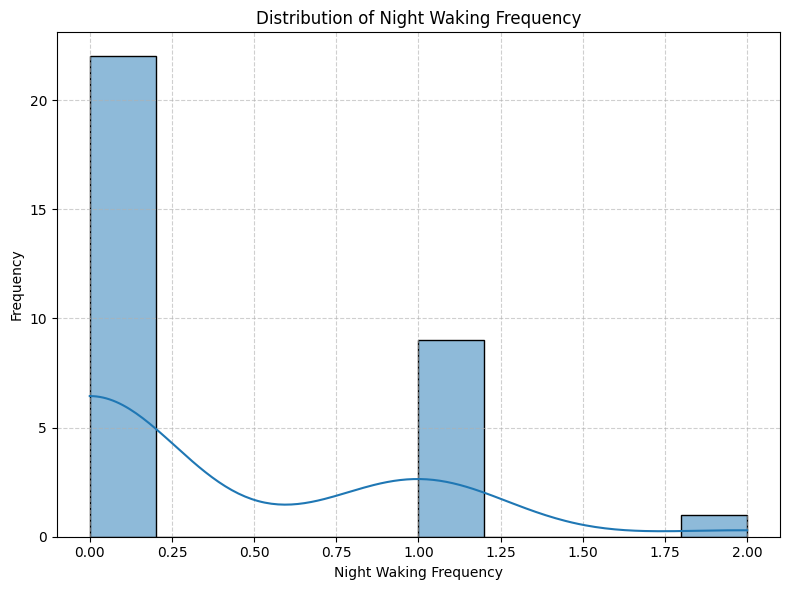 Distribution of Night Waking Frequency
Frequency
20
15
10
5
0
0.00 0.25 0.50 0.75 1.00 1.25 1.50 1.75 2.00
Night Waking Frequency